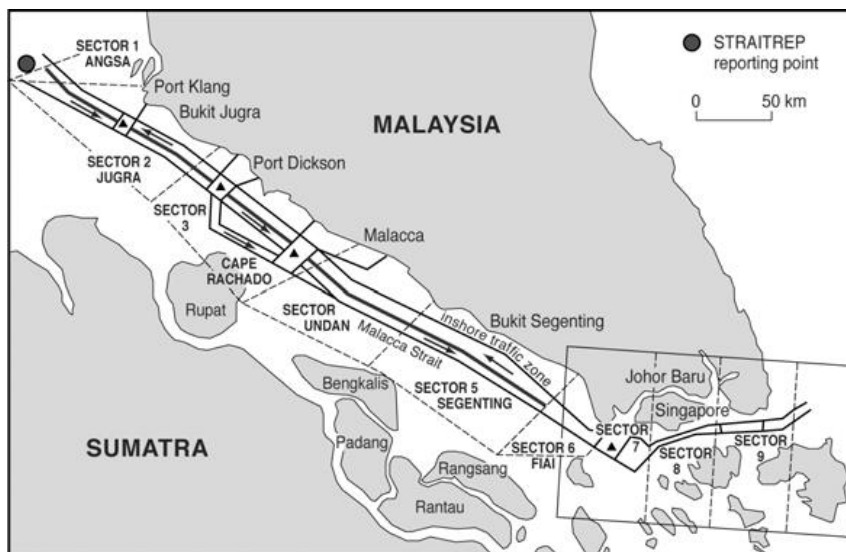 SECTOR 1
ANGSA
STRAITREP
reporting point
Port Klang
0 50 km
Bukit Jugra
MALAYSIA
SECTOR 2
JUGRA
Port Dickson
SECTOR
3
Malacca
CAPE
RACHADO
Rupat
SECTOR
UNDAN
Bukit Segenting
inshore traffic zone
Malacca Strait
Johor Baru
Bengkalis
SECTOR 5
SEGENTING
Singapore
SUMATRA
Padang
SECTOR 6
FIAI
SECTOR
7
SECTOR
8
SECTOR
9
Rangsang
Rantau